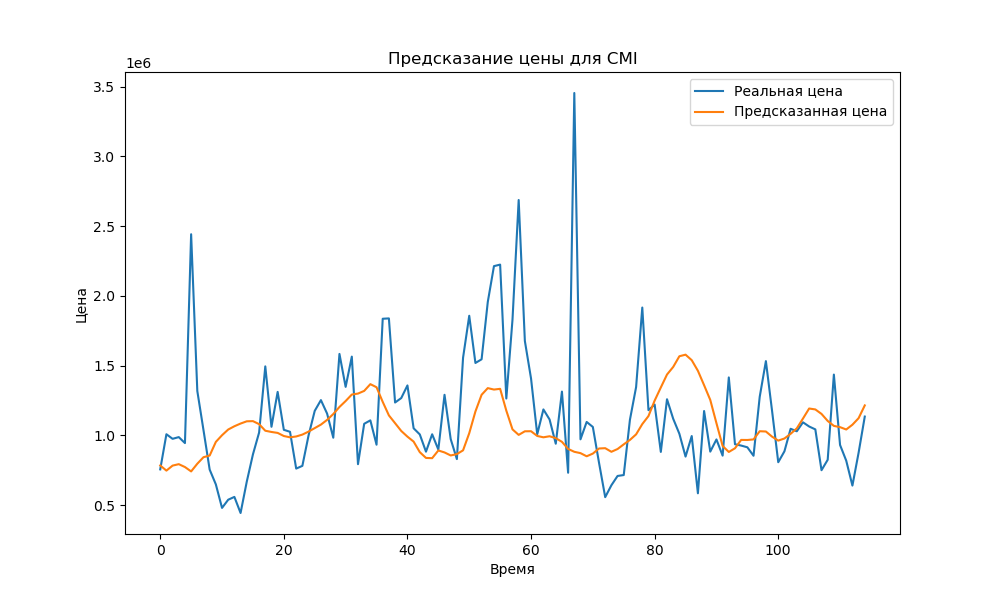 Предсказание цены для CMI
1e6
Реальная цена
Предсказанная цена
3.5
3.0
2.5
2.0
1.5
1.0
0.5
Цена
0 20 40 60 80 100
Время